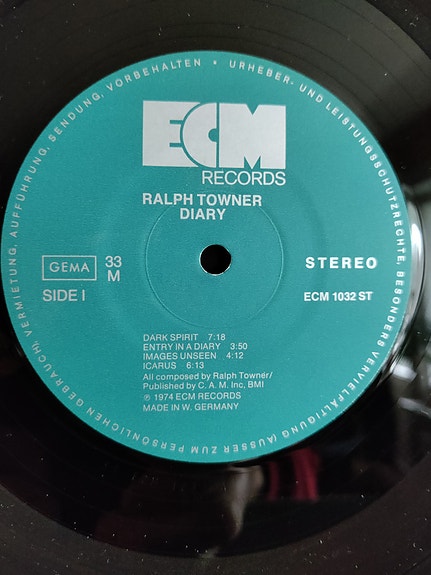 URHEBER- UND LEISTUNGSSCHUTZRECHTE, BESONDERS VERVIELFÄLTIGUNG (AUSSER ZUM PERSÖNLICHEN GEBRAUCH), VERMIETUNG, AUFFÜHRUNG, SENDUNG, VORBEHALTEN •
ECM
RECORDS
RALPH TOWNER
DIARY
GEMA 33 STEREO
M
SIDE I ECM 1032 ST
DARK SPIRIT 7:18
ENTRY IN A DIARY 3:50
IMAGES UNSEEN 4:12
ICARUS 6:13
All composed by Ralph Towner/
Published by C. A. M. Inc. BMI
℗ 1974 ECM RECORDS
MADE IN W. GERMANY